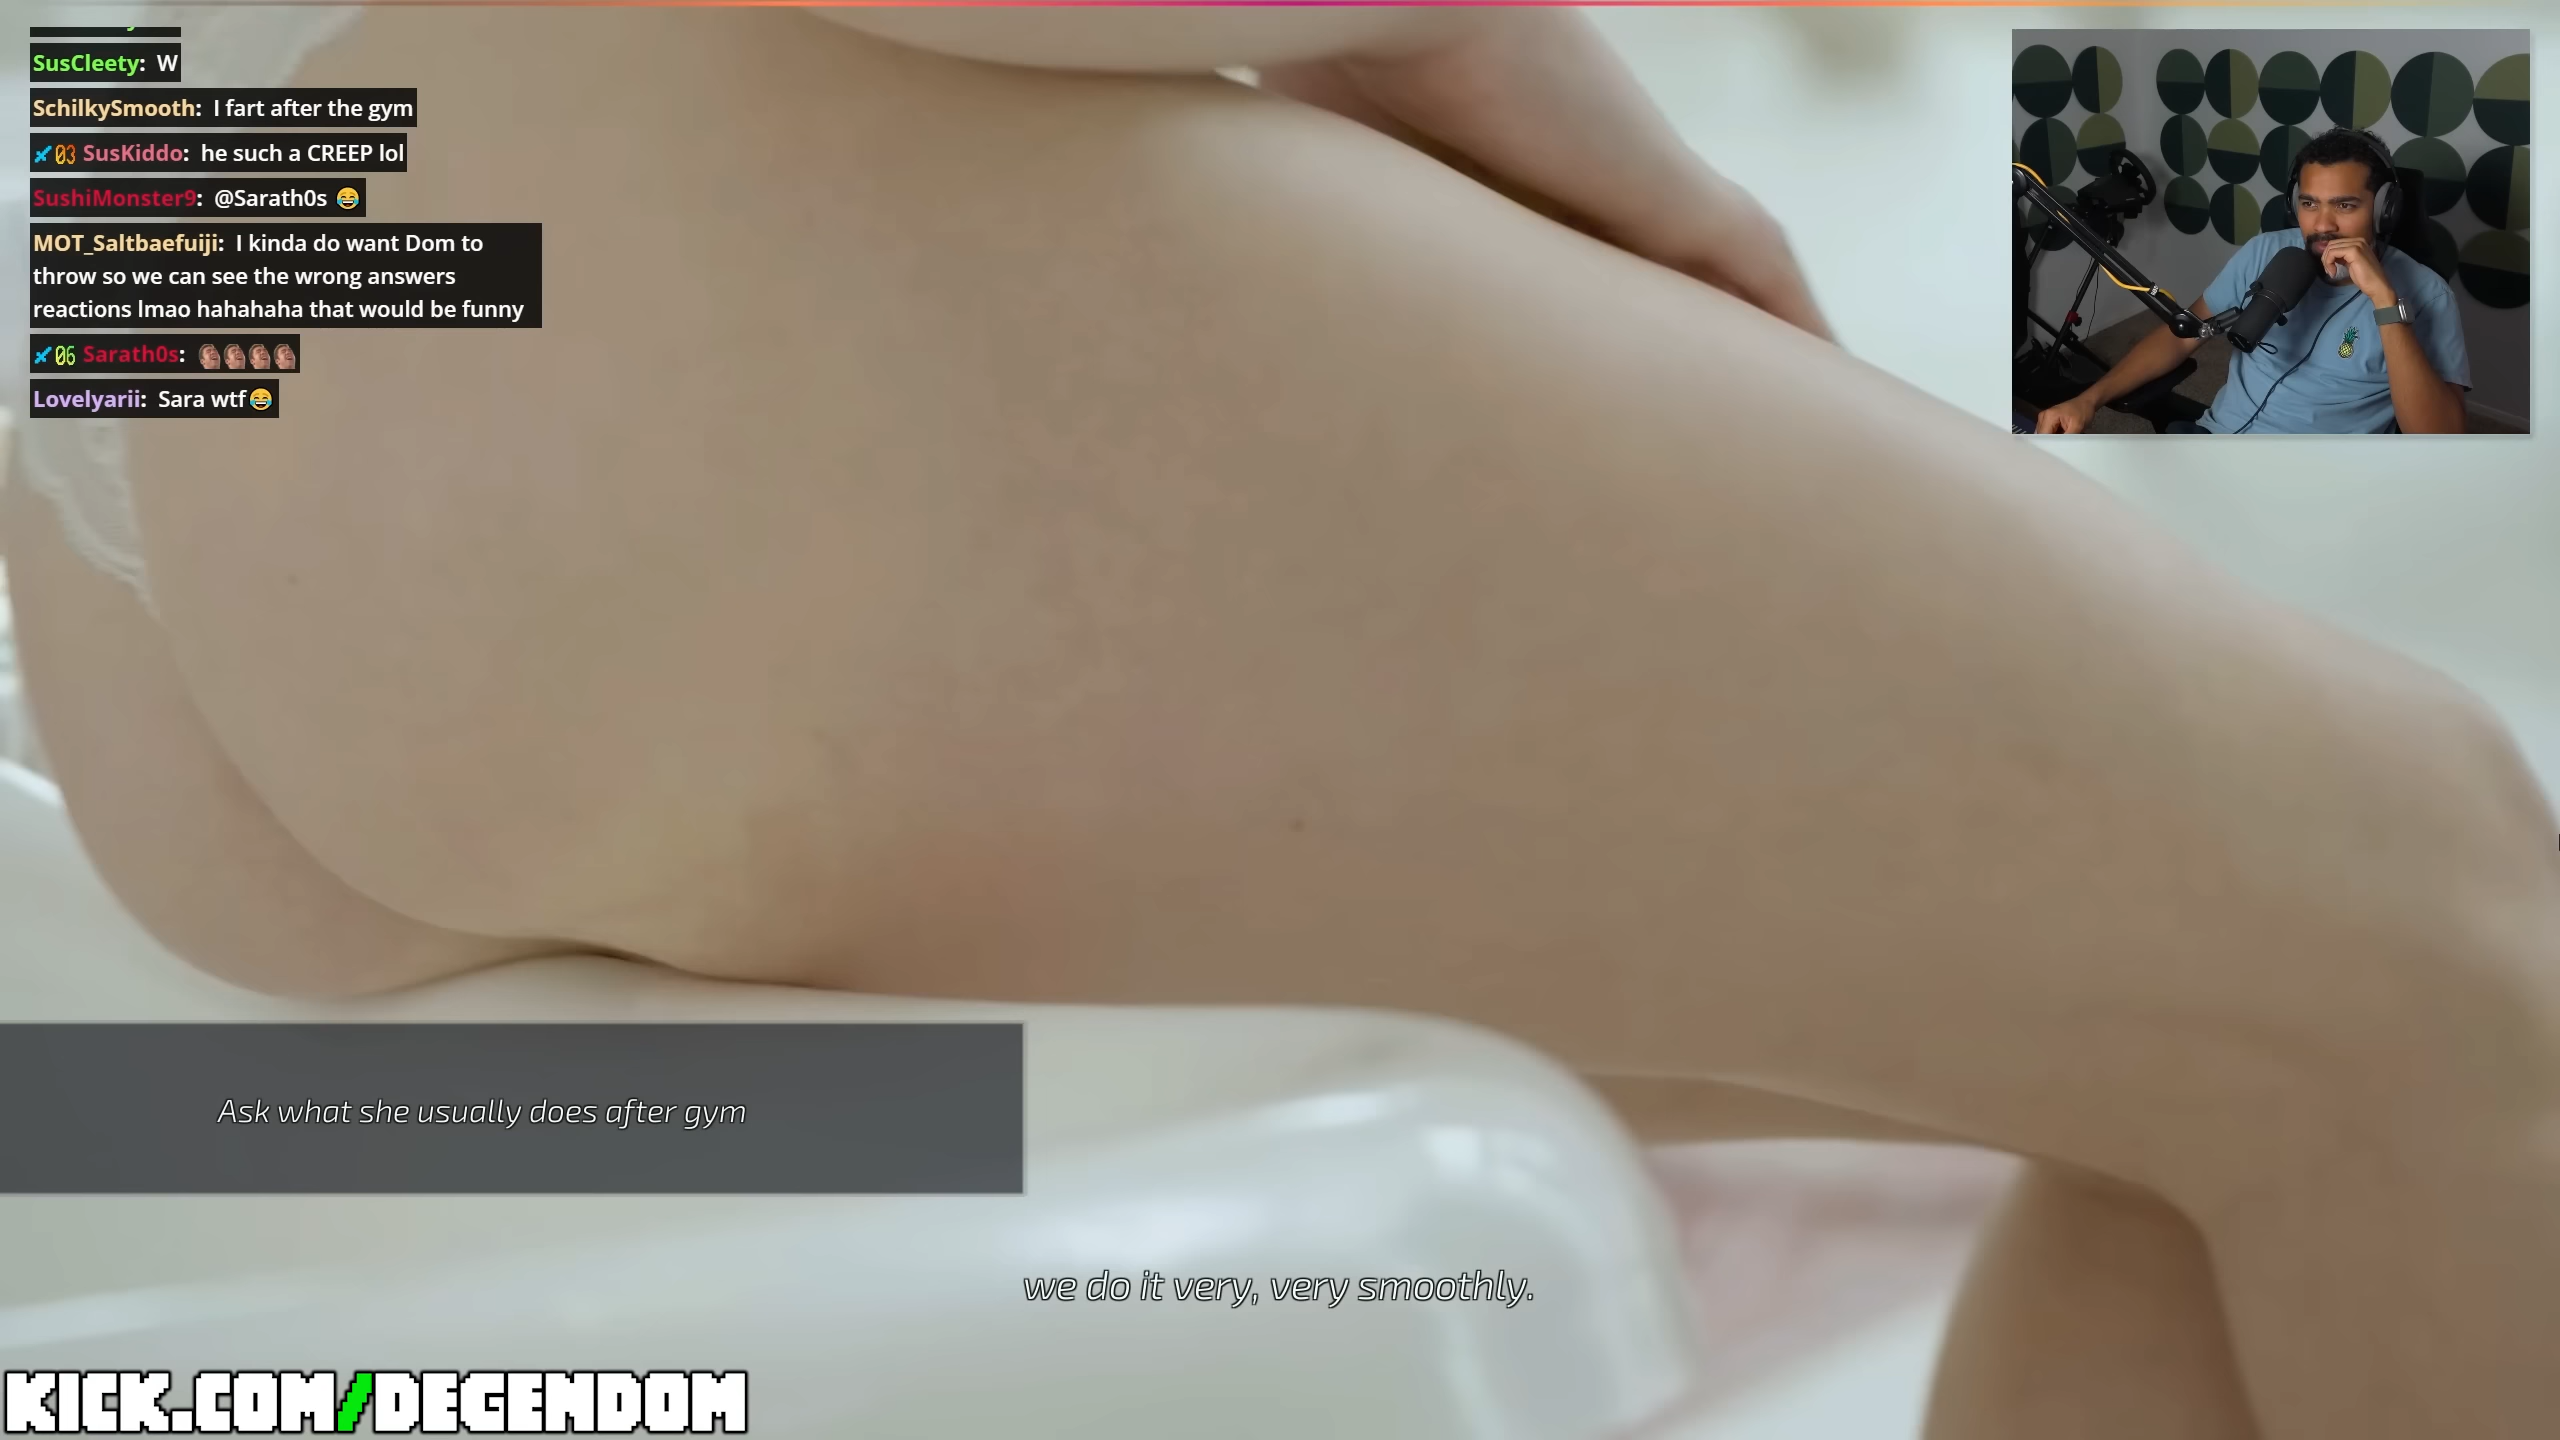 SusCleety: W
SchilkySmooth: I fart after the gym
03 SusKiddo: he such a CREEP lol
SushiMonster9: @Sarath0s 😂
MOT_Saltbaefuiji: I kinda do want Dom to
throw so we can see the wrong answers
reactions lmao hahahaha that would be funny
06 Sarath0s:
Lovelyarii: Sara wtf😂
Ask what she usually does after gym
we do it very, very smoothly.
KICK.COM/DEGENDOM